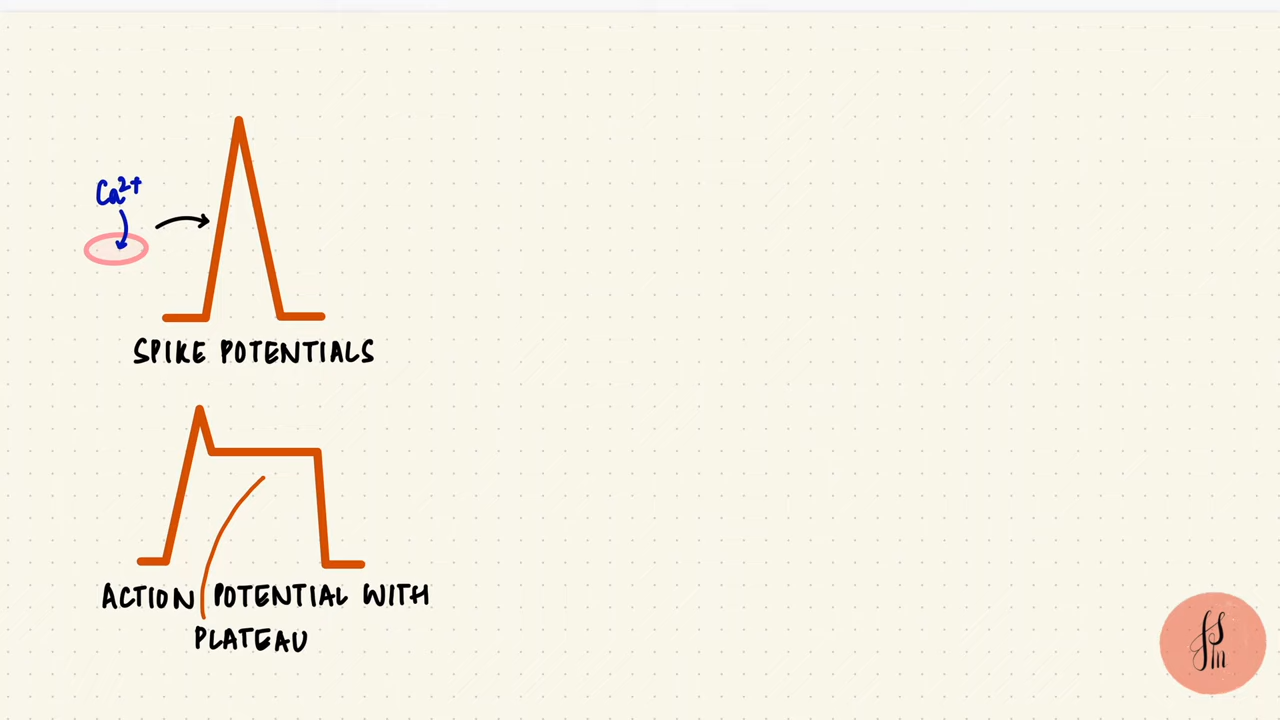 Ca²⁺
SPIKE POTENTIALS
ACTION POTENTIAL WITH
PLATEAU